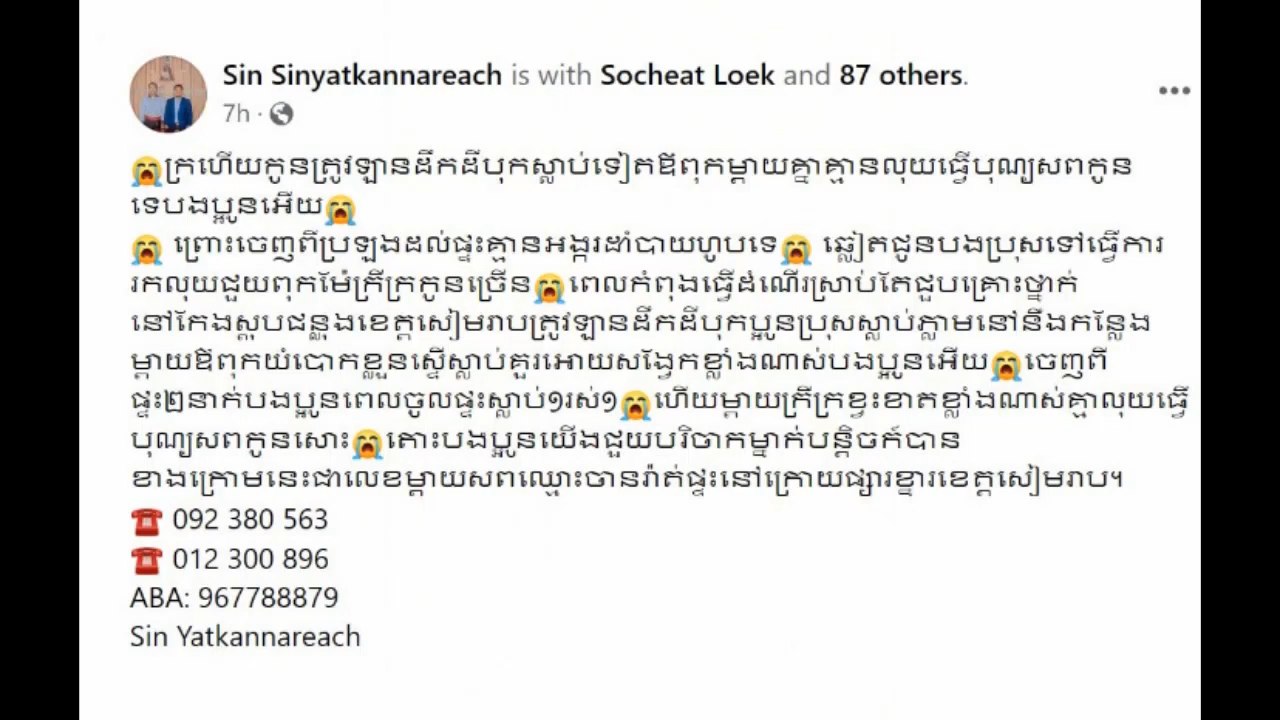 Sin Sinyatkannareach is with Socheat Loek and 87 others.
7h ·
😭ក្រហើយកូនត្រូវឡានដឹកដីបុកស្លាប់ទៀតឪពុកម្តាយគ្នាគ្មានលុយធ្វើបុណ្យសពកូន
ទេបងប្អូនអើយ😭
😭 ព្រោះចេញពីប្រឡងដល់ផ្ទះគ្មានអង្ករដាំបាយហូបទេ😭 ឆ្លៀតជូនបងប្រុសទៅធ្វើការ
រកលុយជួយពុកម៉ែក្រីក្រកូនច្រើន😭ពេលកំពុងធ្វើដំណើរស្រាប់តែជួបគ្រោះថ្នាក់
នៅកែងស្តុបជន្លួងខេត្តសៀមរាបត្រូវឡានដឹកដីបុកប្អូនប្រុសស្លាប់ភ្លាមនៅនឹងកន្លែង
ម្តាយឪពុកយំបោកខ្លួនស្ទើស្លាប់គួរអោយសង្វែកខ្លាំងណាស់បងប្អូនអើយ😭ចេញពី
ផ្ទះ២នាក់បងប្អូនពេលចូលផ្ទះស្លាប់១រស់១😭ហើយម្តាយក្រីក្រខ្វះខាតខ្លាំងណាស់គ្មាលុយធ្វើ
បុណ្យសពកូនសោះ😭តោះបងប្អូនយើងជួយបរិចាកម្នាក់បន្តិចក៍បាន
ខាងក្រោមនេះជាលេខម្តាយសពឈ្មោះចានរ៉ាត់ផ្ទះនៅក្រោយផ្សារខ្នារខេត្តសៀមរាប។
☎️ 092 380 563
☎️ 012 300 896
ABA: 967788879
Sin Yatkannareach